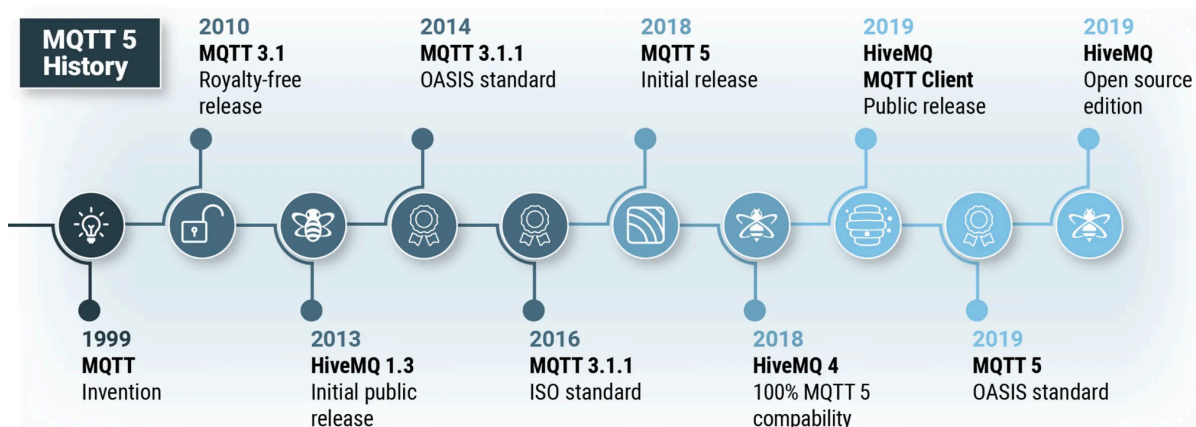 MQTT 5
History
1999
MQTT
Invention
2010
MQTT 3.1
Royalty-free
release
2013
HiveMQ 1.3
Initial public
release
2014
MQTT 3.1.1
OASIS standard
2016
MQTT 3.1.1
ISO standard
2018
MQTT 5
Initial release
2018
HiveMQ 4
100% MQTT 5
compability
2019
HiveMQ
MQTT Client
Public release
2019
MQTT 5
OASIS standard
2019
HiveMQ
Open source
edition